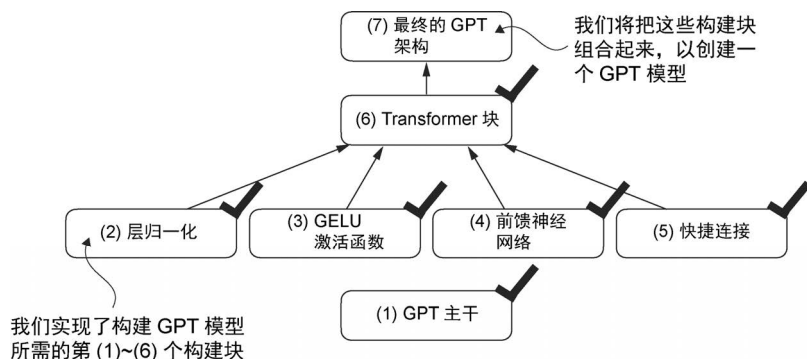 (7) 最终的 GPT
架构
我们将把这些构建块
组合起来，以创建一
个 GPT 模型
(6) Transformer 块
(2) 层归一化
(3) GELU
激活函数
(4) 前馈神经
网络
(5) 快捷连接
(1) GPT 主干
我们实现了构建 GPT 模型
所需的第 (1)~(6) 个构建块